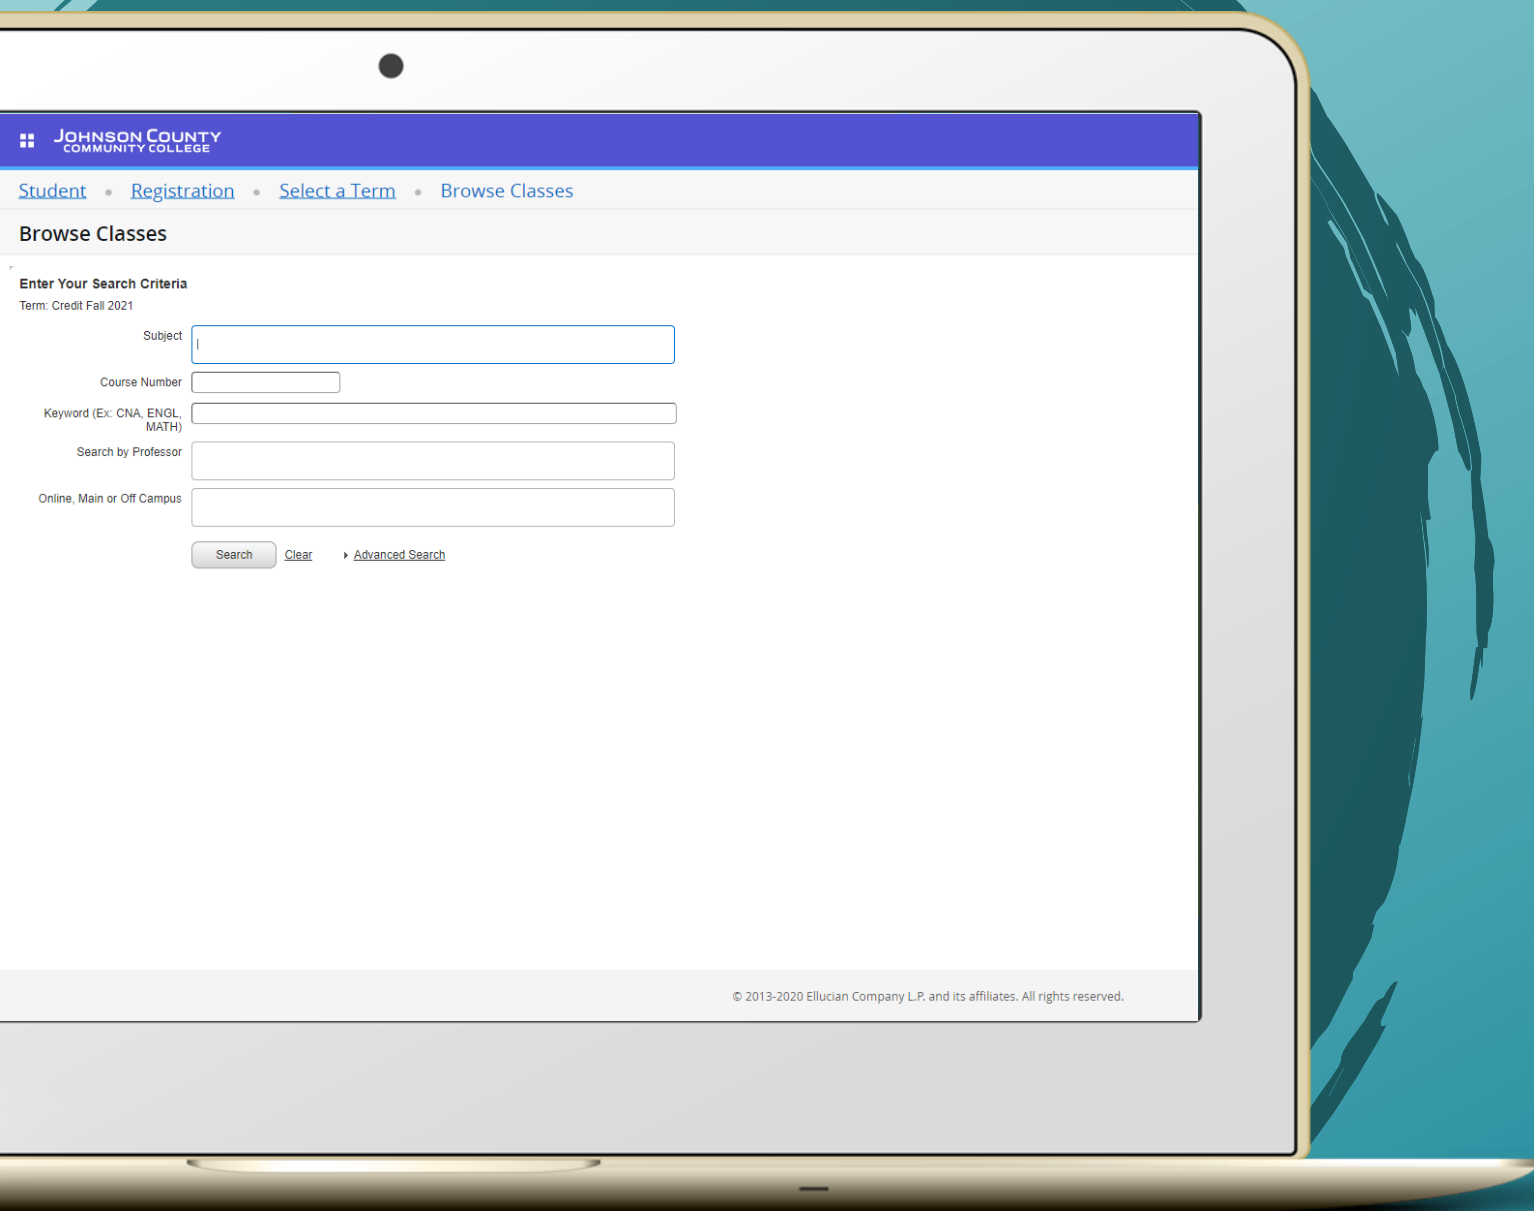 JOHNSON COUNTY
COMMUNITY COLLEGE
Student • Registration • Select a Term • Browse Classes
Browse Classes
Enter Your Search Criteria
Term: Credit Fall 2021
Subject
Course Number
Keyword (Ex: CNA, ENGL,
MATH)
Search by Professor
Online, Main or Off Campus
Search Clear Advanced Search
© 2013-2020 Ellucian Company L.P. and its affiliates. All rights reserved.